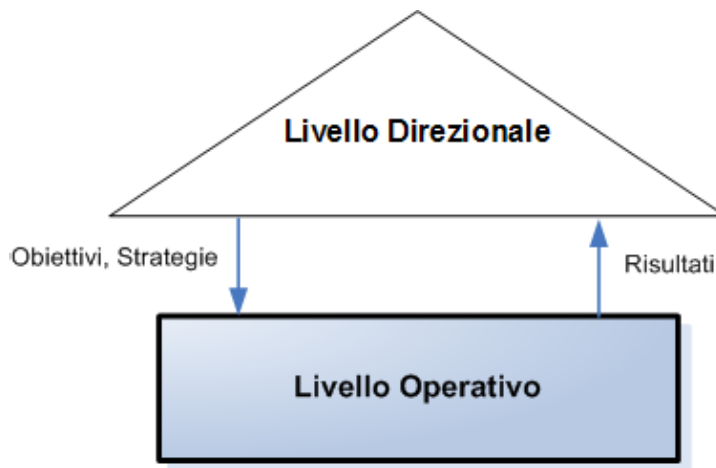 Livello Direzionale
Obiettivi, Strategie
Risultati
Livello Operativo